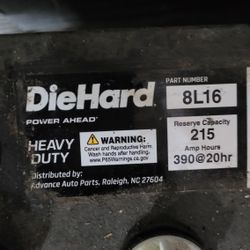 DieHard
POWER AHEAD
HEAVY
DUTY
WARNING:
Cancer and Reproductive Harm.
Wash hands after handling.
www.P65Warnings.ca.gov
Distributed by:
Advance Auto Parts, Raleigh, NC 27604
PART NUMBER
8L16
Reserve Capacity
215
Amp Hours
390@20hr